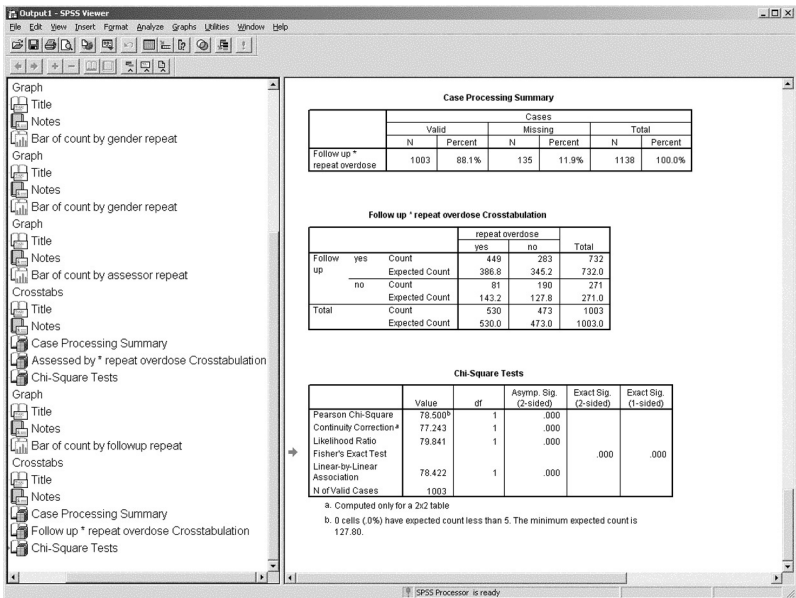 Output1 - SPSS Viewer
File Edit View Insert Format Analyze Graphs Utilities Window Help
Graph
Title
Notes
Bar of count by gender repeat
Graph
Title
Notes
Bar of count by gender repeat
Graph
Title
Notes
Bar of count by assessor repeat
Crosstabs
Title
Notes
Case Processing Summary
Assessed by * repeat overdose Crosstabulation
Chi-Square Tests
Graph
Title
Notes
Bar of count by followup repeat
Crosstabs
Title
Notes
Case Processing Summary
Follow up * repeat overdose Crosstabulation
Chi-Square Tests
Case Processing Summary
Cases
Valid Missing Total
N Percent N Percent N Percent
Follow up *
repeat overdose 1003 88.1% 135 11.9% 1138 100.0%
Follow up * repeat overdose Crosstabulation
repeat overdose
yes no Total
Follow yes Count 449 283 732
up Expected Count 386.8 345.2 732.0
no Count 81 190 271
Expected Count 143.2 127.8 271.0
Total Count 530 473 1003
Expected Count 530.0 473.0 1003.0
Chi-Square Tests
Value df Asymp. Sig. (2-sided) Exact Sig. (2-sided) Exact Sig. (1-sided)
Pearson Chi-Square 78.500b 1 .000
Continuity Correction a 77.243 1 .000
Likelihood Ratio 79.841 1 .000
Fisher's Exact Test .000 .000
Linear-by-Linear
Association 78.422 1 .000
N of Valid Cases 1003
a. Computed only for a 2x2 table
b. 0 cells (.0%) have expected count less than 5. The minimum expected count is
127.80.
SPSS Processor is ready